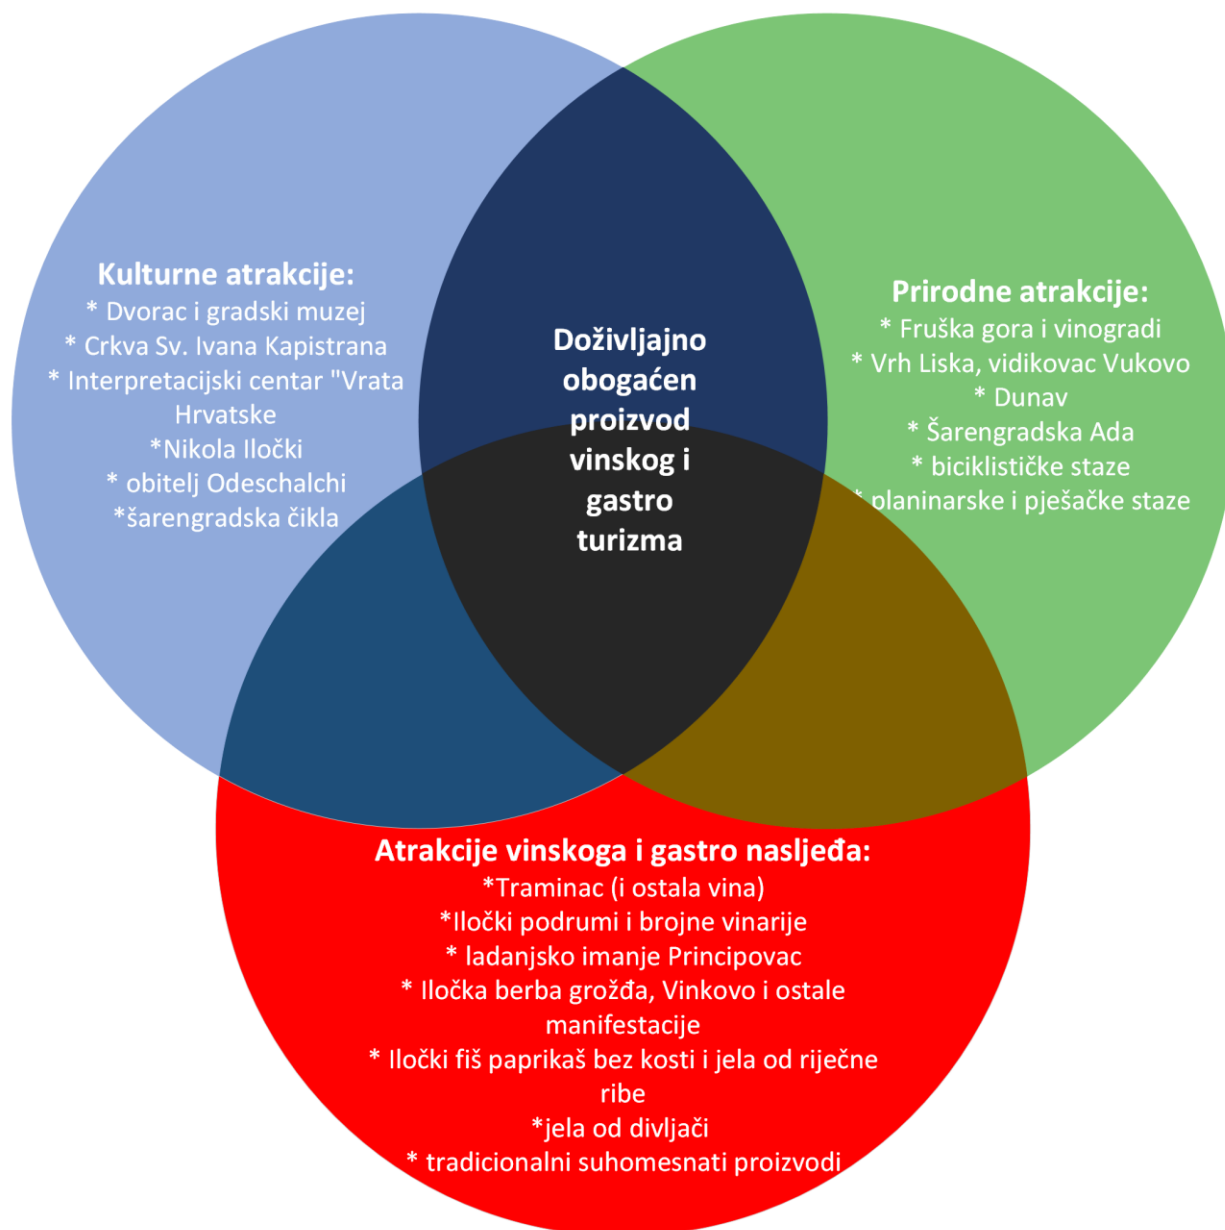 Kulturne atrakcije:
* Dvorac i gradski muzej
* Crkva Sv. Ivana Kapistrana
* Interpretacijski centar "Vrata
Hrvatske
*Nikola Iločki
* obitelj Odeschalchi
*šarengradska čikla
Doživljajno
obogaćen
proizvod
vinskog i
gastro
turizma
Prirodne atrakcije:
* Fruška gora i vinogradi
* Vrh Liska, vidikovac Vukovo
* Dunav
* Šarengradska Ada
* biciklističke staze
* planinarske i pješačke staze
Atrakcije vinskoga i gastro nasljeđa:
*Traminac (i ostala vina)
*Iločki podrumi i brojne vinarije
* ladanjsko imanje Principovac
* Iločka berba grožđa, Vinkovo i ostale
manifestacije
* Iločki fiš paprikaš bez kosti i jela od riječne
ribe
*jela od divljači
* tradicionalni suhomesnati proizvodi